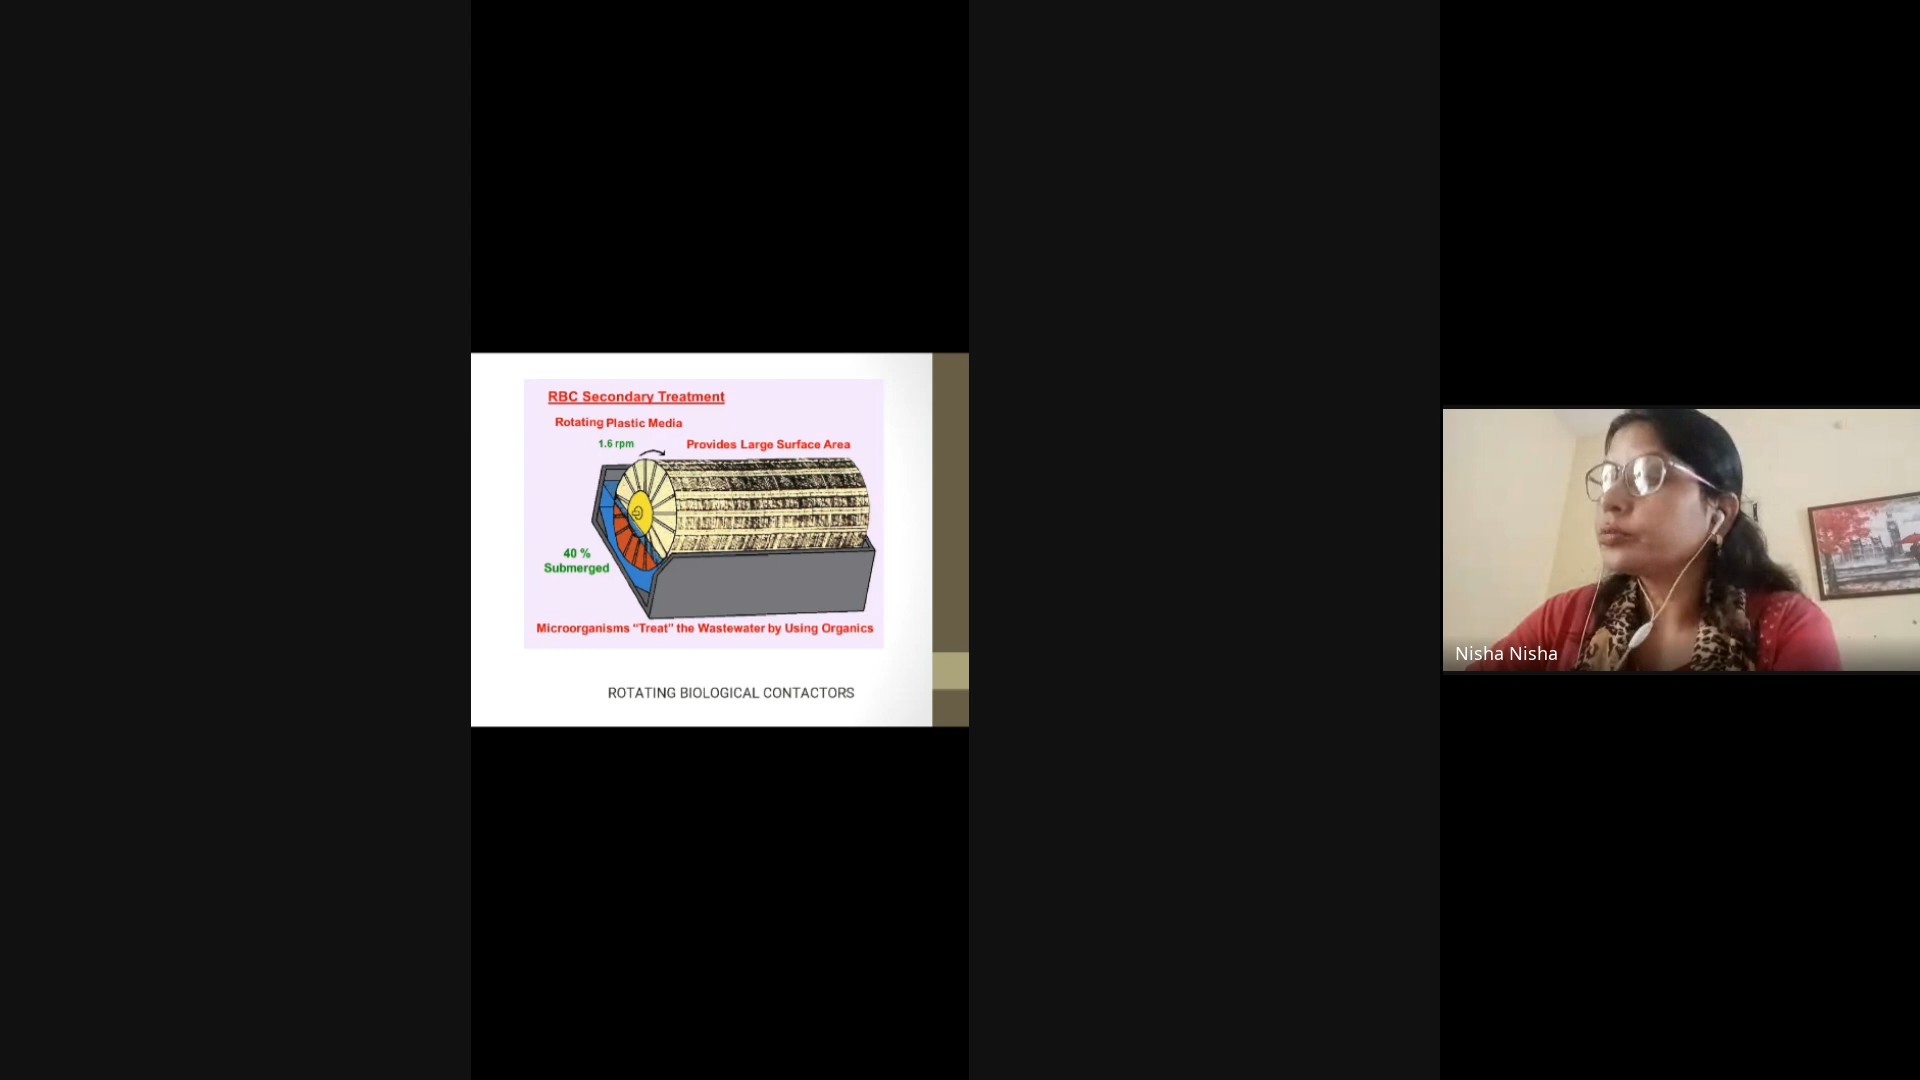 RBC Secondary Treatment
Rotating Plastic Media
1.6 rpm
Provides Large Surface Area
40 %
Submerged
Microorganisms "Treat" the Wastewater by Using Organics
ROTATING BIOLOGICAL CONTACTORS
Nisha Nisha